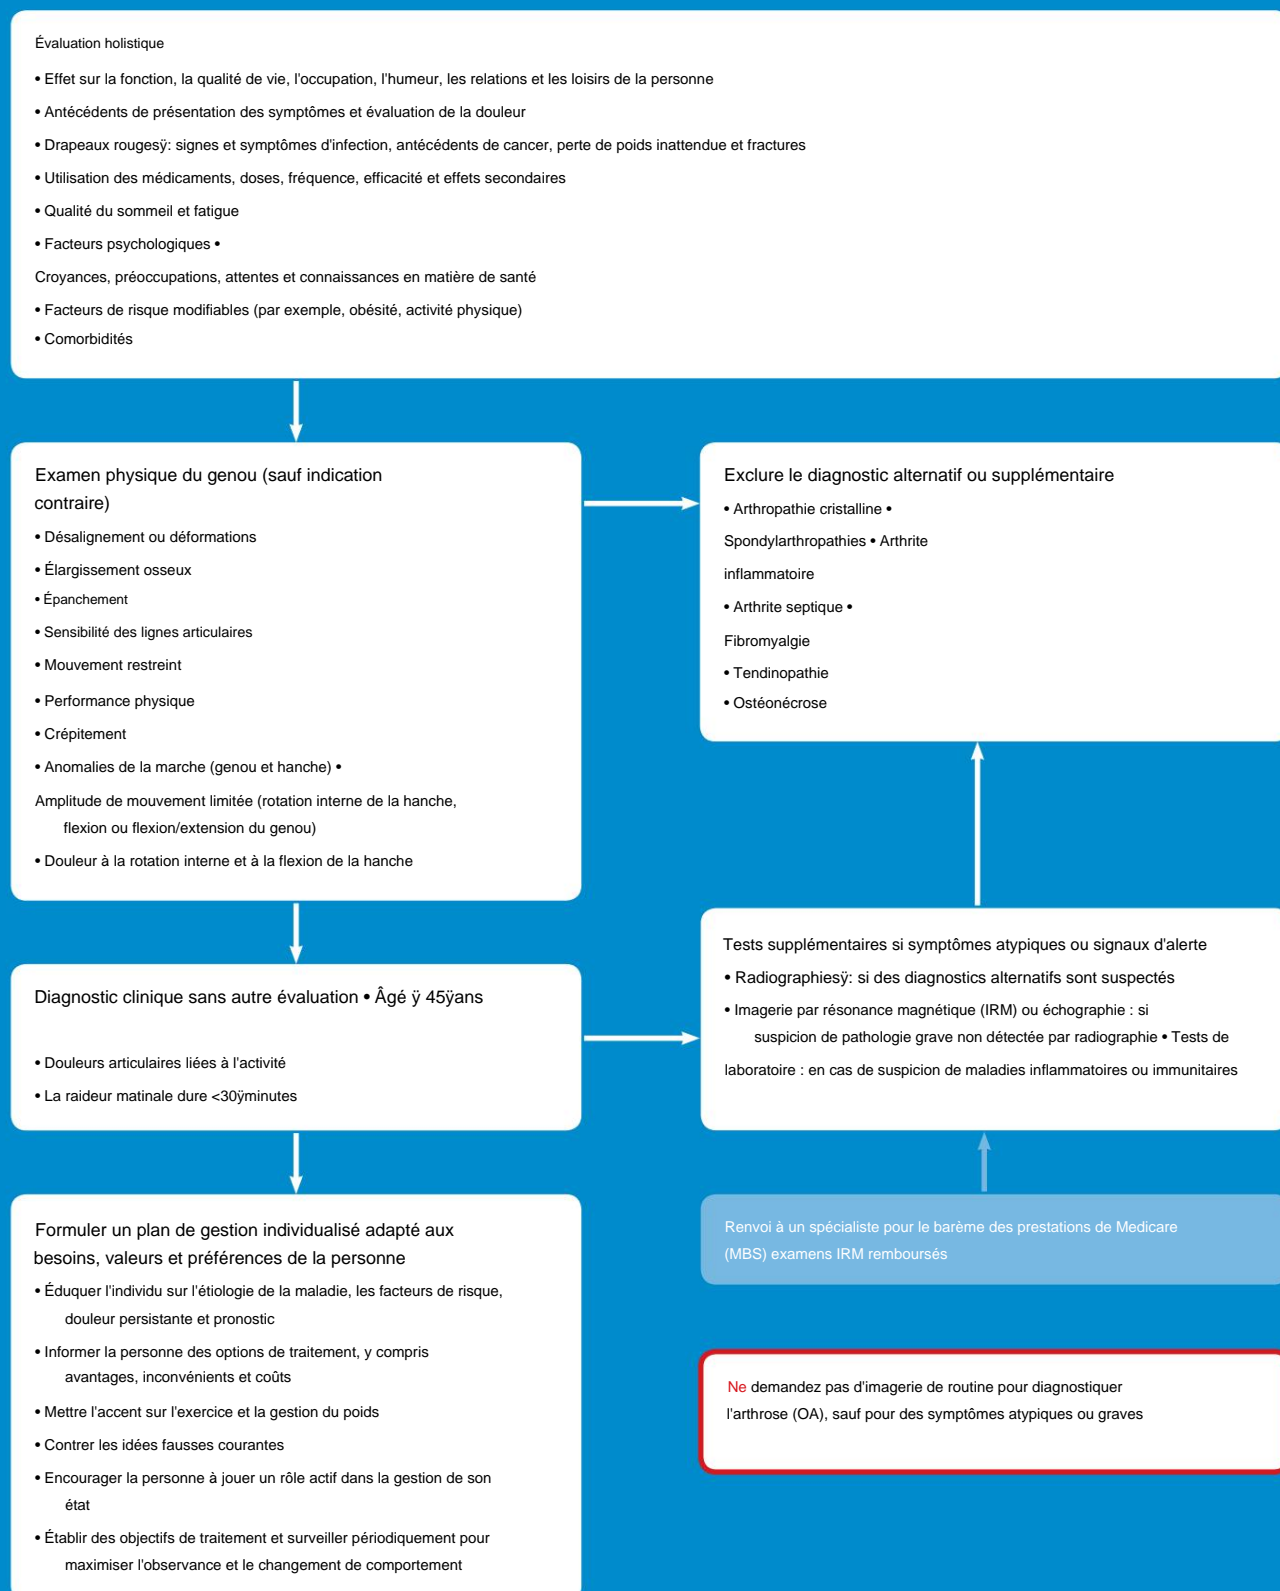 Évaluation holistique
• Effet sur la fonction, la qualité de vie, l'occupation, l'humeur, les relations et les loisirs de la personne
• Antécédents de présentation des symptômes et évaluation de la douleur
• Drapeaux rougesÿ: signes et symptômes d'infection, antécédents de cancer, perte de poids inattendue et fractures
• Utilisation des médicaments, doses, fréquence, efficacité et effets secondaires
• Qualité du sommeil et fatigue
• Facteurs psychologiques •
Croyances, préoccupations, attentes et connaissances en matière de santé
• Facteurs de risque modifiables (par exemple, obésité, activité physique)
• Comorbidités
Examen physique du genou (sauf indication
contraire)
• Désalignement ou déformations
• Élargissement osseux
• Épanchement
• Sensibilité des lignes articulaires
• Mouvement restreint
• Performance physique
• Crépitement
• Anomalies de la marche (genou et hanche) •
Amplitude de mouvement limitée (rotation interne de la hanche,
flexion ou flexion/extension du genou)
• Douleur à la rotation interne et à la flexion de la hanche
Exclure le diagnostic alternatif ou supplémentaire
• Arthropathie cristalline •
Spondylarthropathies • Arthrite
inflammatoire
• Arthrite septique •
Fibromyalgie
• Tendinopathie
• Ostéonécrose
Diagnostic clinique sans autre évaluation • Âgé ÿ 45ÿans
• Douleurs articulaires liées à l'activité
• La raideur matinale dure <30ÿminutes
Tests supplémentaires si symptômes atypiques ou signaux d'alerte
• Radiographiesÿ: si des diagnostics alternatifs sont suspectés
• Imagerie par résonance magnétique (IRM) ou échographie : si
suspicion de pathologie grave non détectée par radiographie • Tests de
laboratoire : en cas de suspicion de maladies inflammatoires ou immunitaires
Formuler un plan de gestion individualisé adapté aux
besoins, valeurs et préférences de la personne
• Éduquer l'individu sur l'étiologie de la maladie, les facteurs de risque,
douleur persistante et pronostic
• Informer la personne des options de traitement, y compris
avantages, inconvénients et coûts
• Mettre l'accent sur l'exercice et la gestion du poids
• Contrer les idées fausses courantes
• Encourager la personne à jouer un rôle actif dans la gestion de son
état
• Établir des objectifs de traitement et surveiller périodiquement pour
maximiser l'observance et le changement de comportement
Renvoi à un spécialiste pour le barème des prestations de Medicare
(MBS) examens IRM remboursés
Ne demandez pas d'imagerie de routine pour diagnostiquer
l'arthrose (OA), sauf pour des symptômes atypiques ou graves